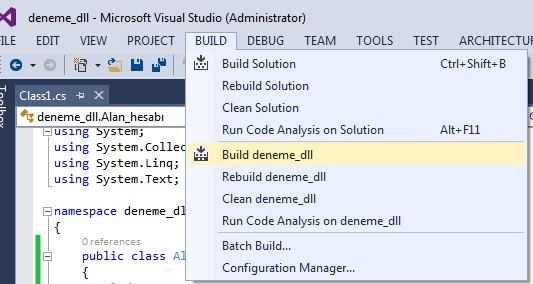 deneme_dll - Microsoft Visual Studio (Administrator)
FILE EDIT VIEW PROJECT BUILD DEBUG TEAM TOOLS TEST ARCHITECTUR
Build Solution Ctrl+Shift+B
Rebuild Solution
Clean Solution
Run Code Analysis on Solution Alt+F11
Build deneme_dll
Rebuild deneme_dll
Clean deneme_dll
Run Code Analysis on deneme_dll
Batch Build...
Configuration Manager...
Toolbox
Class1.cs
deneme_dll.Alan_hesabı
using System;
using System.Collec
using System.Linq;
using System.Text;
namespace deneme_dl
{
0 references
public class Al
{